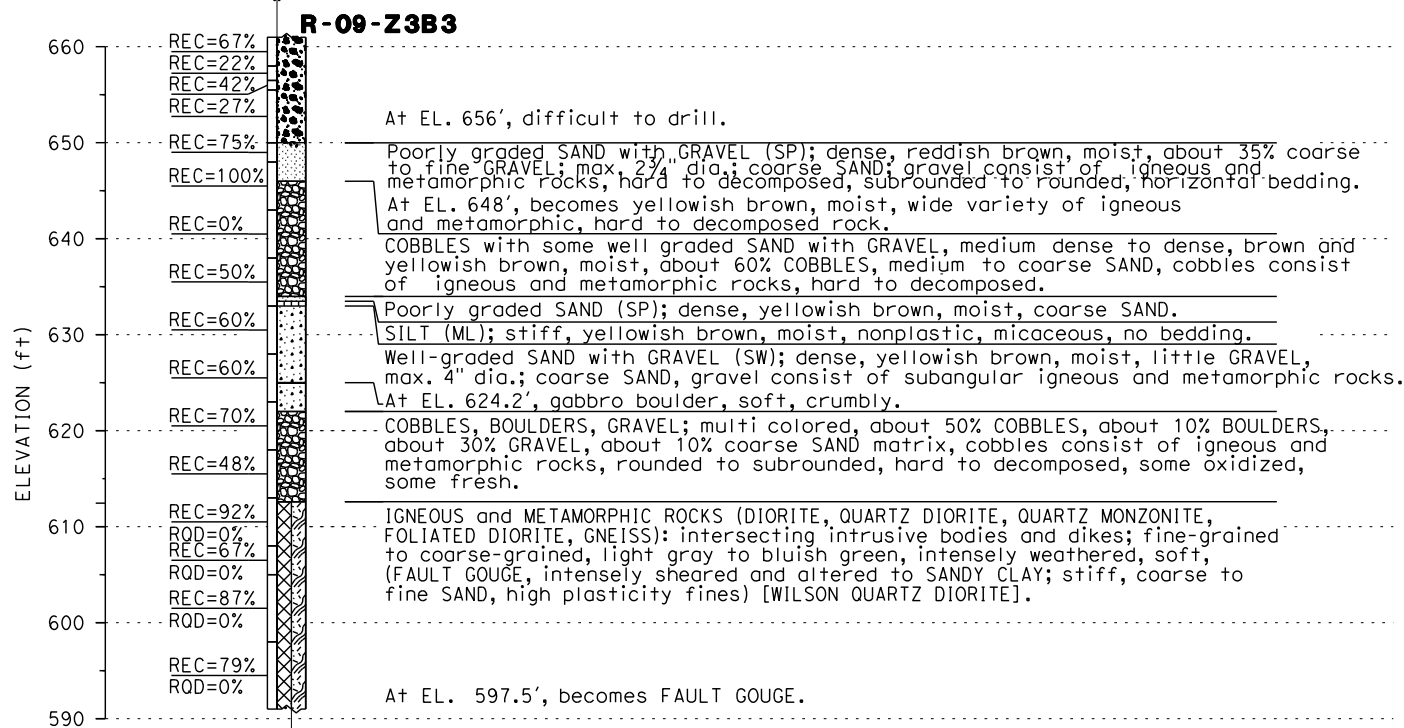 R-09-Z3B3
660
REC=67%
REC=22%
REC=42%
REC=27%
At EL. 656', difficult to drill.
650
REC=75%
Poorly graded SAND with GRAVEL (SP); dense, reddish brown, moist, about 35% coarse
to fine GRAVEL; max. 2¾" dia.; coarse SAND; gravel consist of igneous and
metamorphic rocks, hard to decomposed, subrounded to rounded, horizontal bedding.
REC=100%
At EL. 648', becomes yellowish brown, moist, wide variety of igneous
and metamorphic, hard to decomposed rock.
REC=0%
640
COBBLES with some well graded SAND with GRAVEL, medium dense to dense, brown and
yellowish brown, moist, about 60% COBBLES, medium to coarse SAND, cobbles consist
of igneous and metamorphic rocks, hard to decomposed.
REC=50%
Poorly graded SAND (SP); dense, yellowish brown, moist, coarse SAND.
REC=60%
630
SILT (ML); stiff, yellowish brown, moist, nonplastic, micaceous, no bedding.
Well-graded SAND with GRAVEL (SW); dense, yellowish brown, moist, little GRAVEL,
max. 4" dia.; coarse SAND, gravel consist of subangular igneous and metamorphic rocks.
REC=60%
At EL. 624.2', gabbro boulder, soft, crumbly.
REC=70%
620
COBBLES, BOULDERS, GRAVEL; multi colored, about 50% COBBLES, about 10% BOULDERS,
about 30% GRAVEL, about 10% coarse SAND matrix, cobbles consist of igneous and
metamorphic rocks, rounded to subrounded, hard to decomposed, some oxidized,
some fresh.
REC=48%
REC=92%
610
RQD=0%
IGNEOUS and METAMORPHIC ROCKS (DIORITE, QUARTZ DIORITE, QUARTZ MONZONITE,
FOLIATED DIORITE, GNEISS): intersecting intrusive bodies and dikes; fine-grained
to coarse-grained, light gray to bluish green, intensely weathered, soft,
(FAULT GOUGE, intensely sheared and altered to SANDY CLAY; stiff, coarse to
fine SAND, high plasticity fines) [WILSON QUARTZ DIORITE].
REC=67%
RQD=0%
REC=87%
600
RQD=0%
REC=79%
RQD=0%
At EL. 597.5', becomes FAULT GOUGE.
590
ELEVATION (ft)